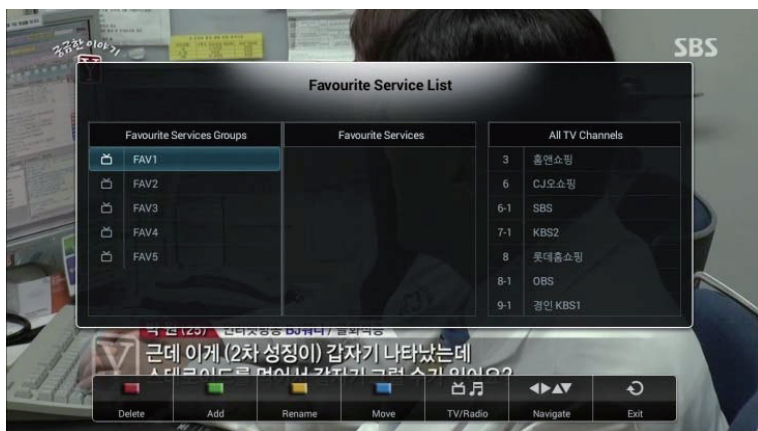 궁금한 이야기
Y
SBS
Favourite Service List
Favourite Services Groups
Favourite Services
All TV Channels
FAV1
FAV2
FAV3
FAV4
FAV5
3 홈앤쇼핑
6 CJ오쇼핑
6-1 SBS
7-1 KBS2
8 롯데홈쇼핑
8-1 OBS
9-1 경인 KBS1
근데 이게 (2차 성징이) 갑자기 나타났는데
Delete
Add
Rename
Move
TV/Radio
Navigate
Exit